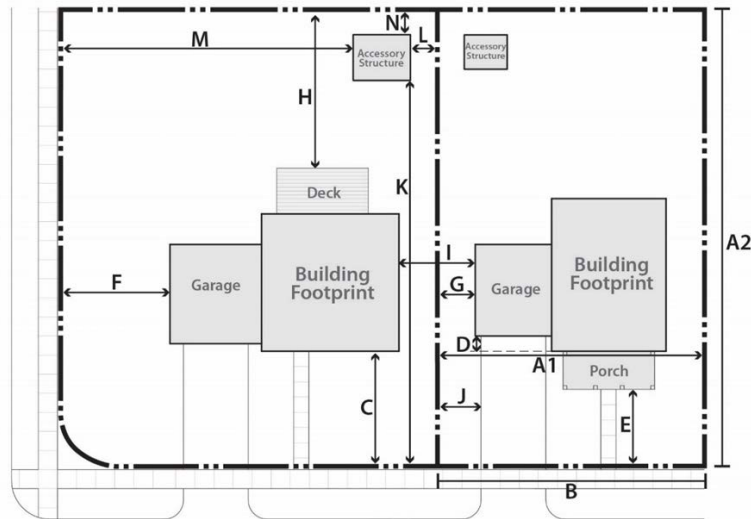 N
M
L
Accessory
Structure
Accessory
Structure
H
K
Deck
A2
I
Building
Footprint
Building
Footprint
F
Garage
G
Garage
D
A1
Porch
C
J
E
B